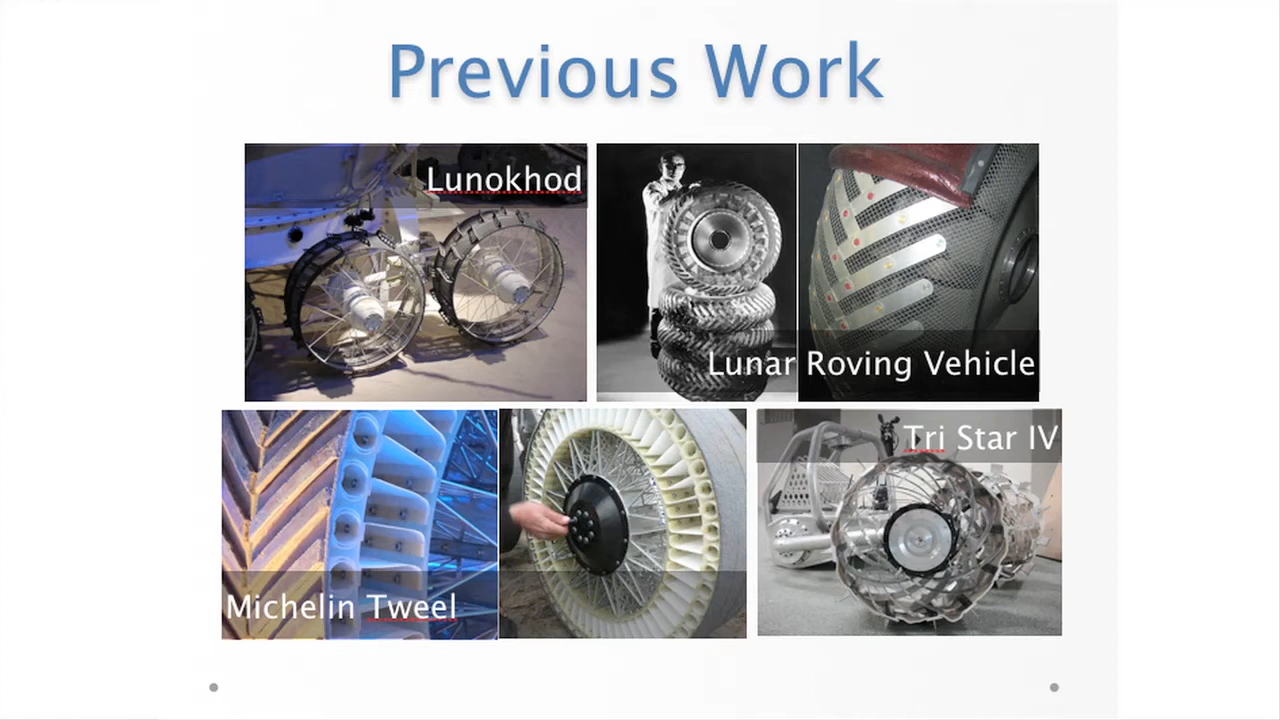 Previous Work
Lunokhod
Lunar Roving Vehicle
Michelin Tweel
Tri Star IV